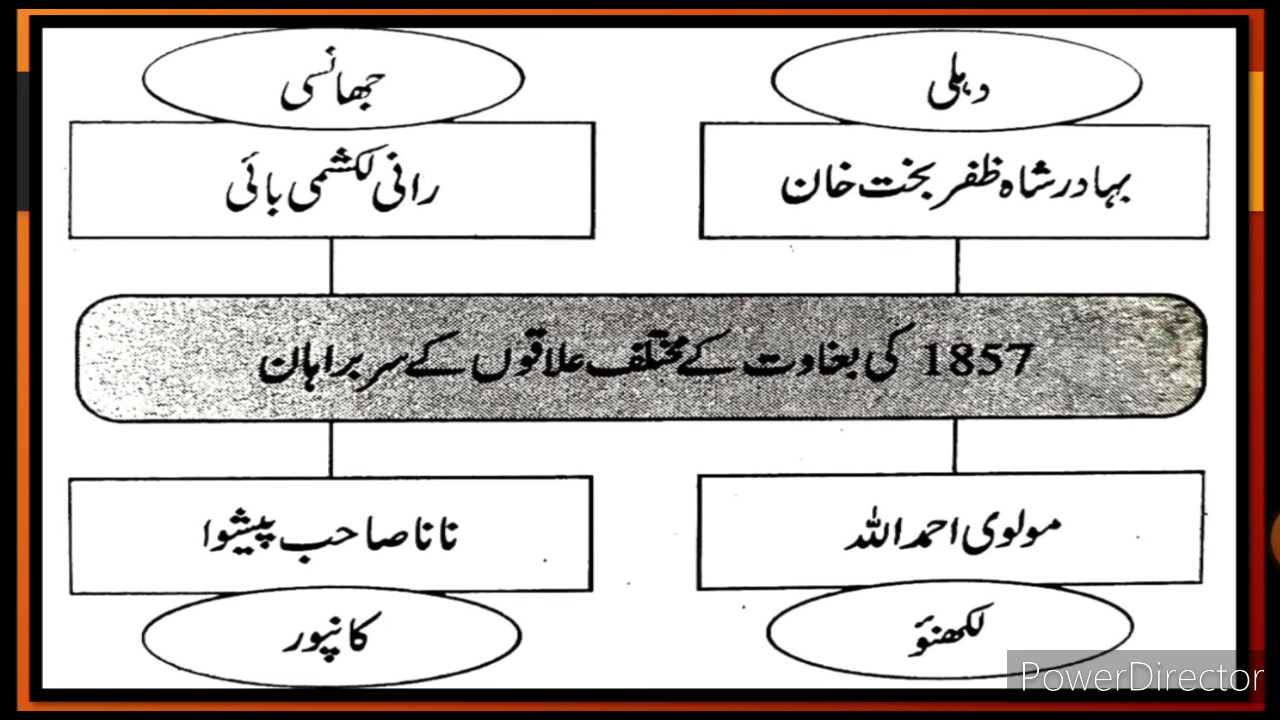 دہلی
جھانسی
بہادر شاہ ظفر بخت خان
رانی لکشمی بائی
1857 کی بغاوت کے مختلف علاقوں کے سربراہان
مولوی احمد اللہ
نانا صاحب پیشوا
لکھنؤ
کانپور
PowerDirector